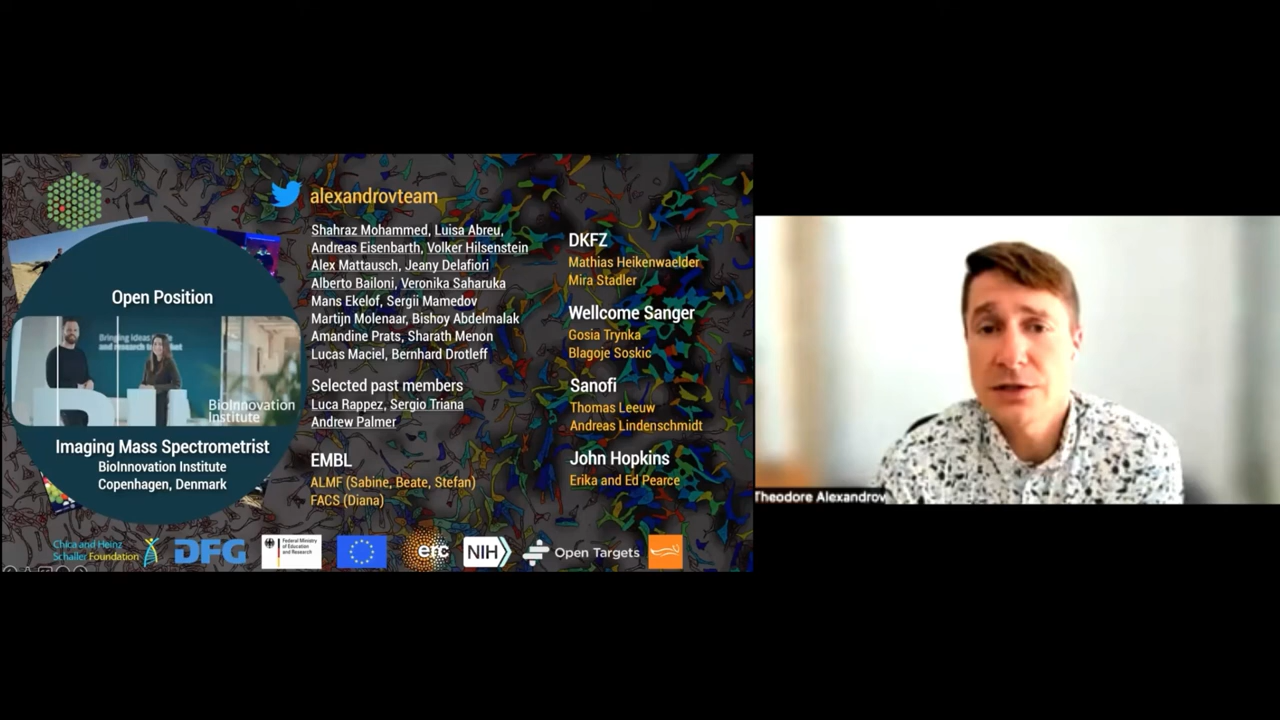 alexandrovteam
Shahraz Mohammed, Luisa Abreu,
Andreas Eisenbarth, Volker Hilsenstein
Alex Mattausch, Jeany Delafiori
Alberto Bailoni, Veronika Saharuka
Mans Ekelof, Sergii Mamedov
Martijn Molenaar, Bishoy Abdelmalak
Amandine Prats, Sharath Menon
Lucas Maciel, Bernhard Drotleff
Selected past members
Luca Rappez, Sergio Triana
Andrew Palmer
EMBL
ALMF (Sabine, Beate, Stefan)
FACS (Diana)
DKFZ
Mathias Heikenwaelder
Mira Stadler
Wellcome Sanger
Gosia Trynka
Blagoje Soskic
Sanofi
Thomas Leeuw
Andreas Lindenschmidt
John Hopkins
Erika and Ed Pearce
Open Position
Bringing ideas
and research to
BioInnovation
Institute
Imaging Mass Spectrometrist
BioInnovation Institute
Copenhagen, Denmark
Chica and Heinz
Schaller Foundation
DFG
Federal Ministry
of Education
and Research
erc
NIH
Open Targets
Theodore Alexandrov